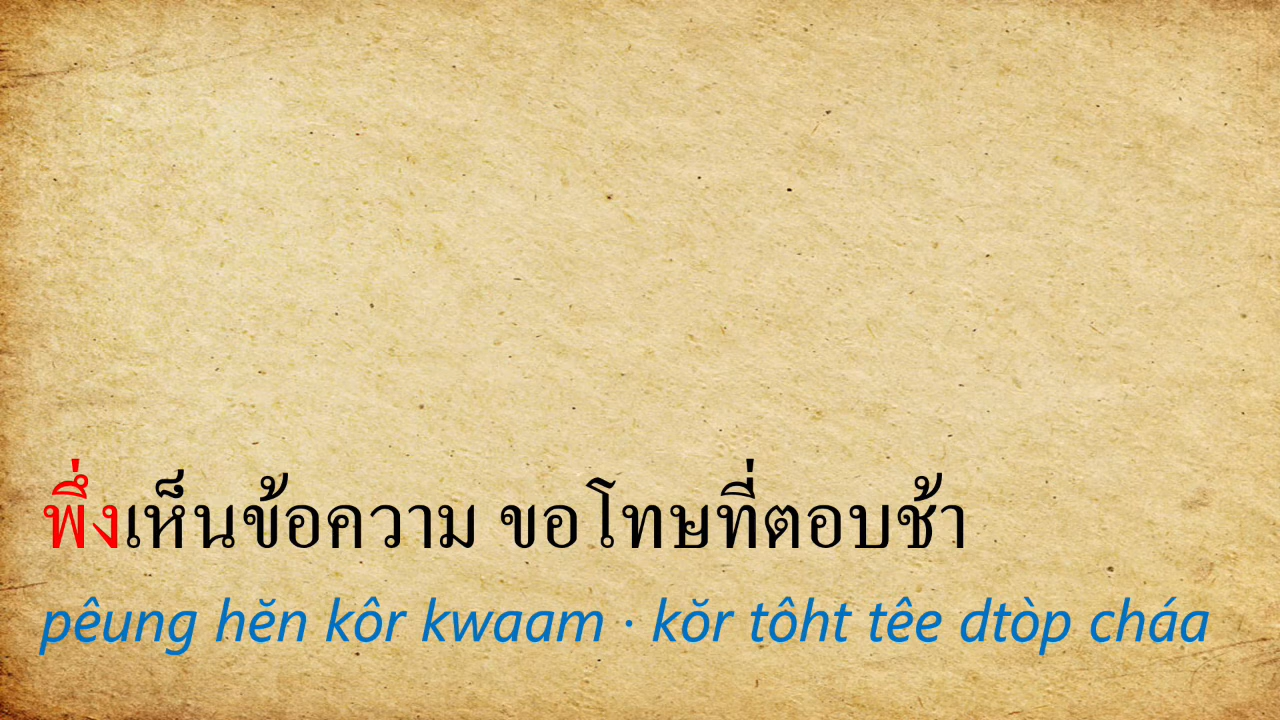 พึ่งเห็นข้อความ ขอโทษที่ตอบช้า
pêung hĕn kôr kwaam · kŏr tôht têe dtòp cháa